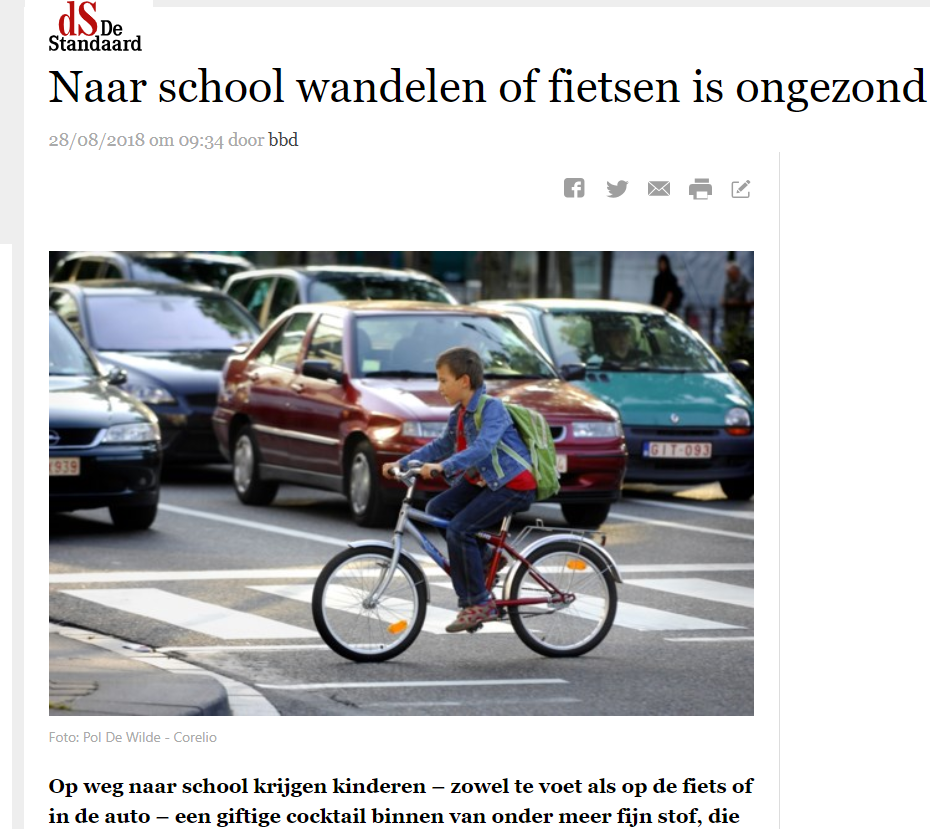 dS De
Standaard
Naar school wandelen of fietsen is ongezond
28/08/2018 om 09:34 door bbd
GIT-093
939
Foto: Pol De Wilde - Corelio
Op weg naar school krijgen kinderen – zowel te voet als op de fiets of
in de auto – een giftige cocktail binnen van onder meer fijn stof, die